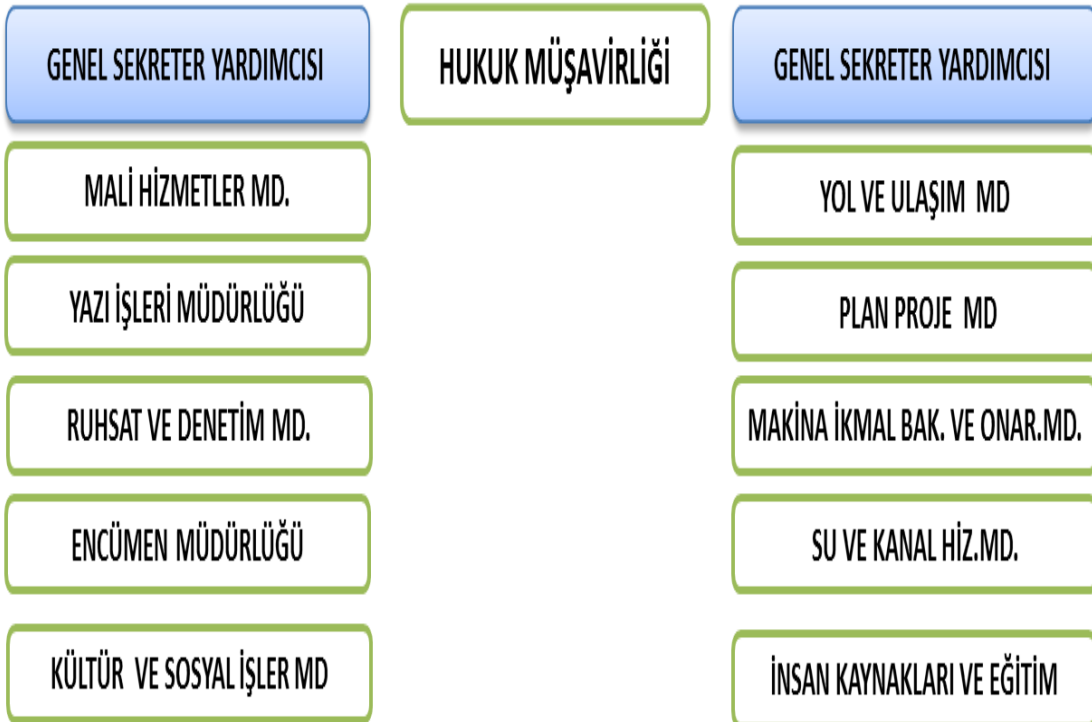 GENEL SEKRETER YARDIMCISI
HUKUK MÜŞAVİRLİĞİ
GENEL SEKRETER YARDIMCISI
MALİ HİZMETLER MD.
YOL VE ULAŞIM MD
YAZI İŞLERİ MÜDÜRLÜĞÜ
PLAN PROJE MD
RUHSAT VE DENETİM MD.
MAKİNA İKMAL BAK. VE ONAR.MD.
ENCÜMEN MÜDÜRLÜĞÜ
SU VE KANAL HİZ.MD.
KÜLTÜR VE SOSYAL İŞLER MD
İNSAN KAYNAKLARI VE EĞİTİM